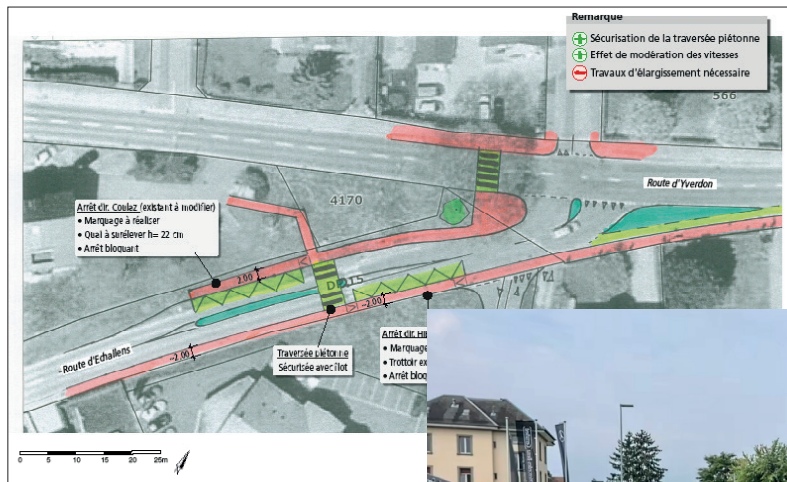 Remarque
Sécurisation de la traversée piétonne
Effet de modération des vitesses
Travaux d'élargissement nécessaire
566
Route d'Yverdon
4170
Arrêt dir. Coulaz (existant à modifier)
• Marquage à réaliser
• Quai à surélever h= 22 cm
• Arrêt bloquant
2.00
~2.00
Arrêt dir.
• Marquage
• Trottoir
• Arrêt
Traversée piétonne
Sécurisée avec îlot
Route d'Echallens
~2.00
0 5 10 15 20 25m